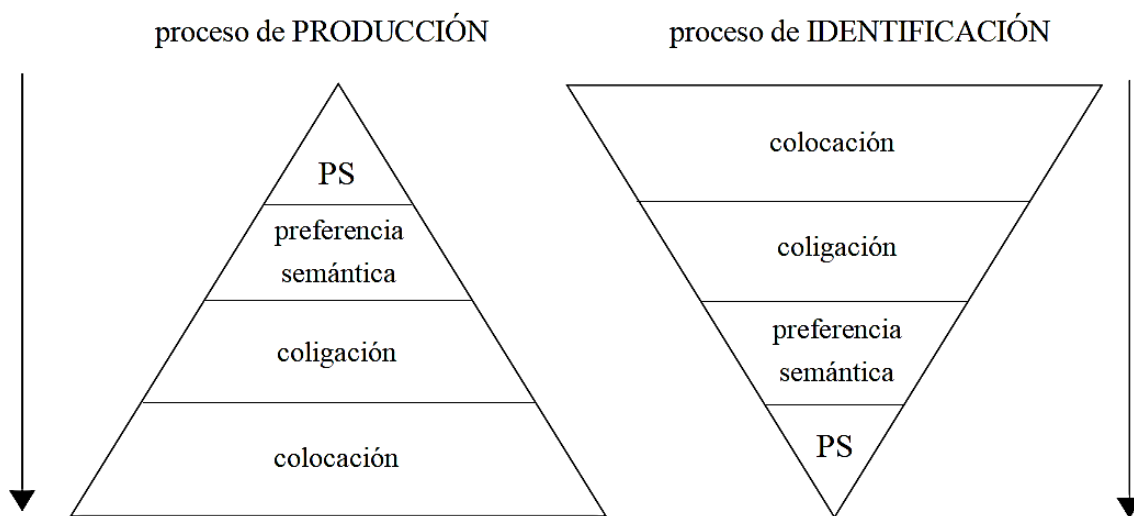 proceso de PRODUCCIÓN
PS
preferencia
semántica
coligación
colocación
proceso de IDENTIFICACIÓN
colocación
coligación
preferencia
semántica
PS